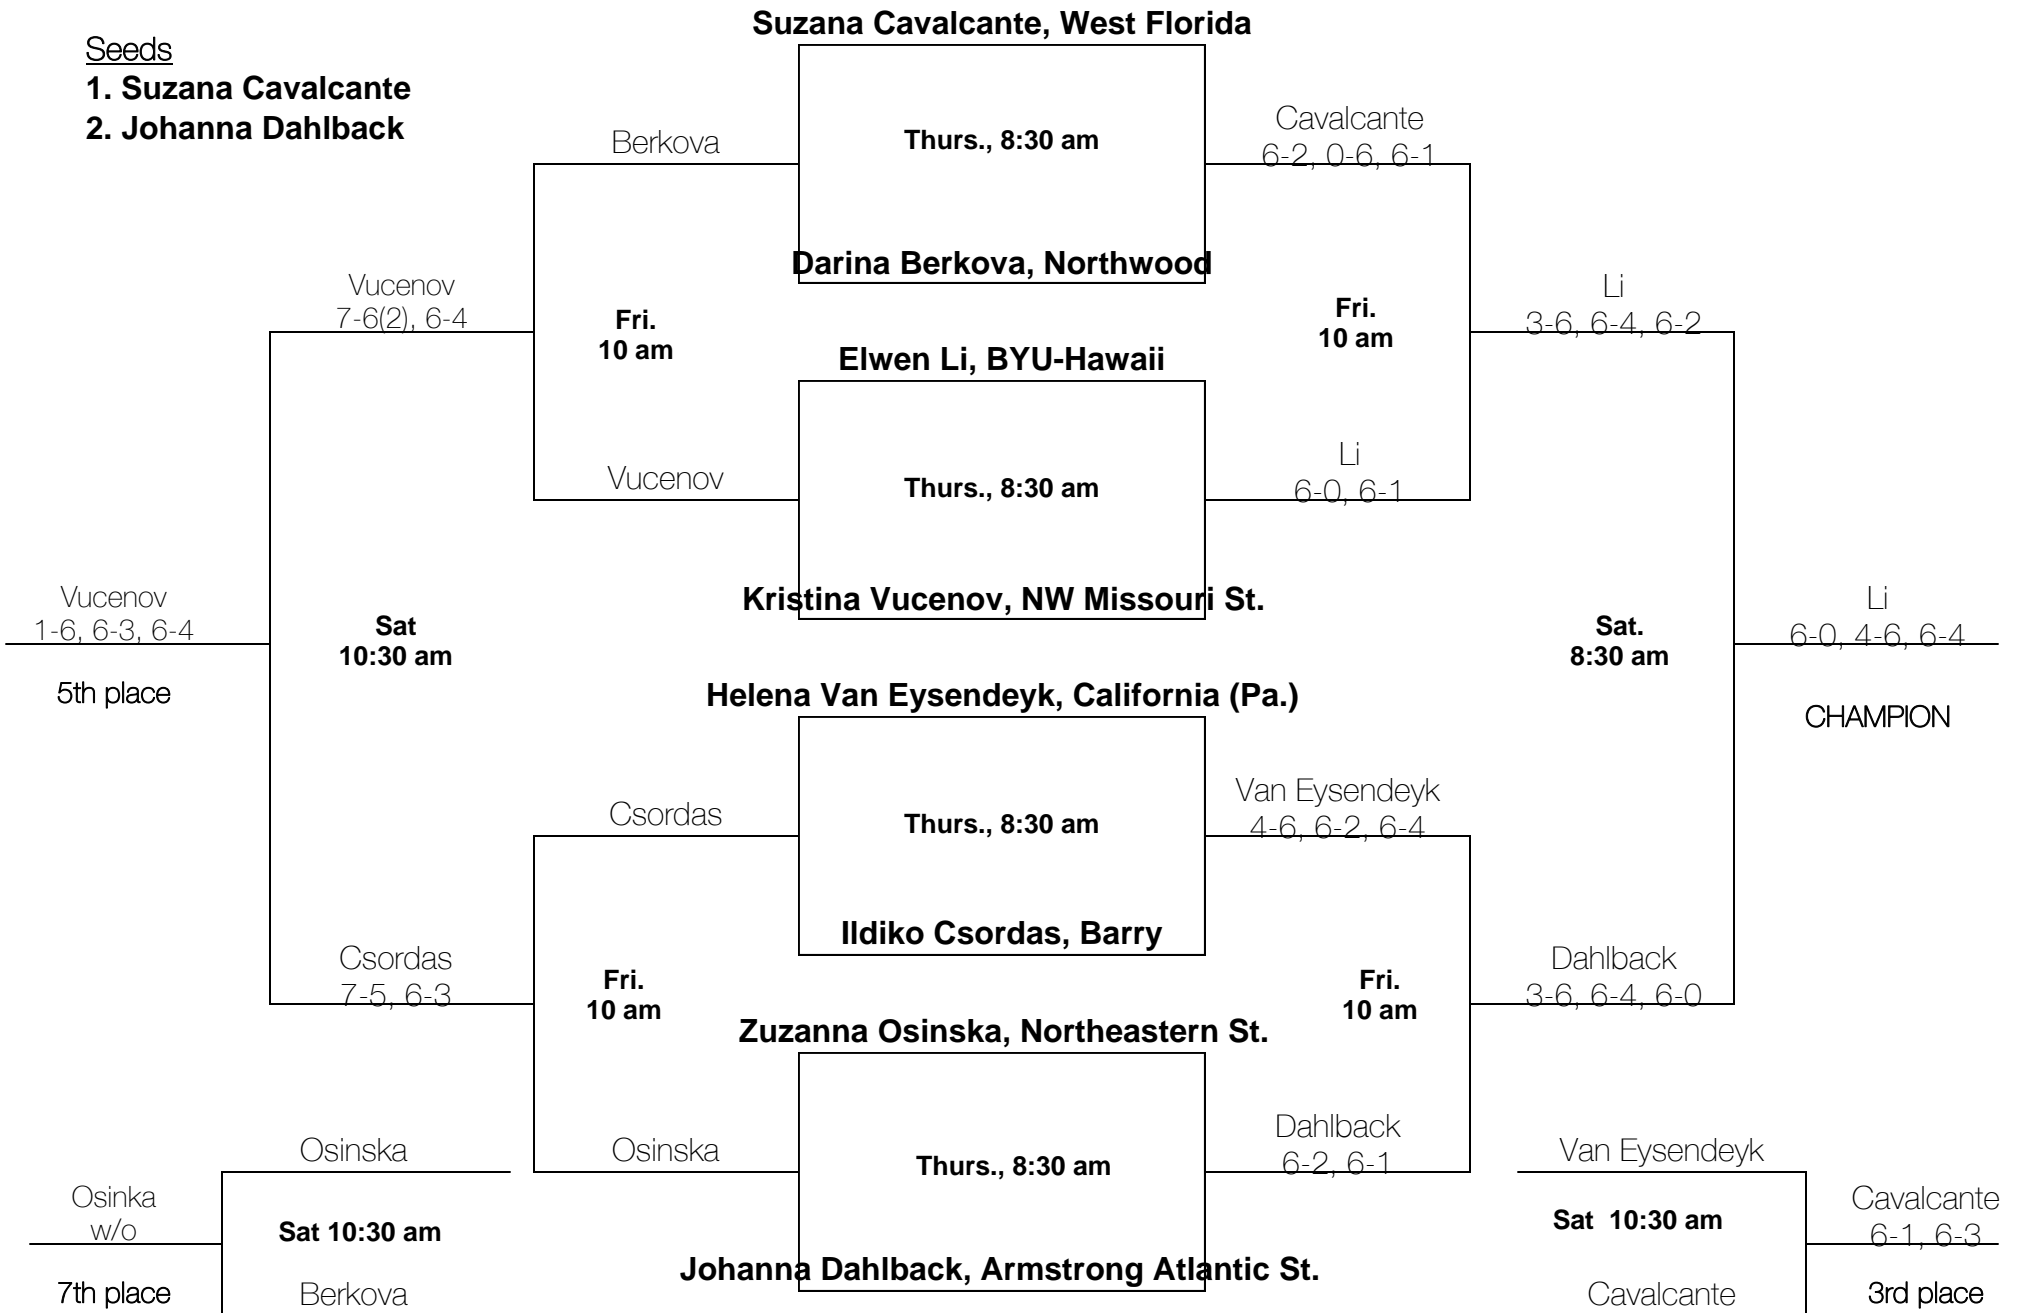 Suzana Cavalcante, West Florida
Seeds
1. Suzana Cavalcante
2. Johanna Dahlback
Berkova
Thurs., 8:30 am
Cavalcante
6-2, 0-6, 6-1
Darina Berkova, Northwood
Vucenov
7-6(2), 6-4
Fri.
10 am
Fri.
10 am
Li
3-6, 6-4, 6-2
Elwen Li, BYU-Hawaii
Vucenov
Thurs., 8:30 am
Li
6-0, 6-1
Kristina Vucenov, NW Missouri St.
Vucenov
1-6, 6-3, 6-4
5th place
Sat
10:30 am
Sat.
8:30 am
Li
6-0, 4-6, 6-4
CHAMPION
Helena Van Eysendeyk, California (Pa.)
Csordas
Thurs., 8:30 am
Van Eysendeyk
4-6, 6-2, 6-4
Ildiko Csordas, Barry
Csordas
7-5, 6-3
Fri.
10 am
Fri.
10 am
Dahlback
3-6, 6-4, 6-0
Zuzanna Osinska, Northeastern St.
Osinska
Osinska
Thurs., 8:30 am
Dahlback
6-2, 6-1
Van Eysendeyk
Osinka
w/o
Sat 10:30 am
Sat 10:30 am
Cavalcante
6-1, 6-3
Johanna Dahlback, Armstrong Atlantic St.
7th place
Berkova
Cavalcante
3rd place